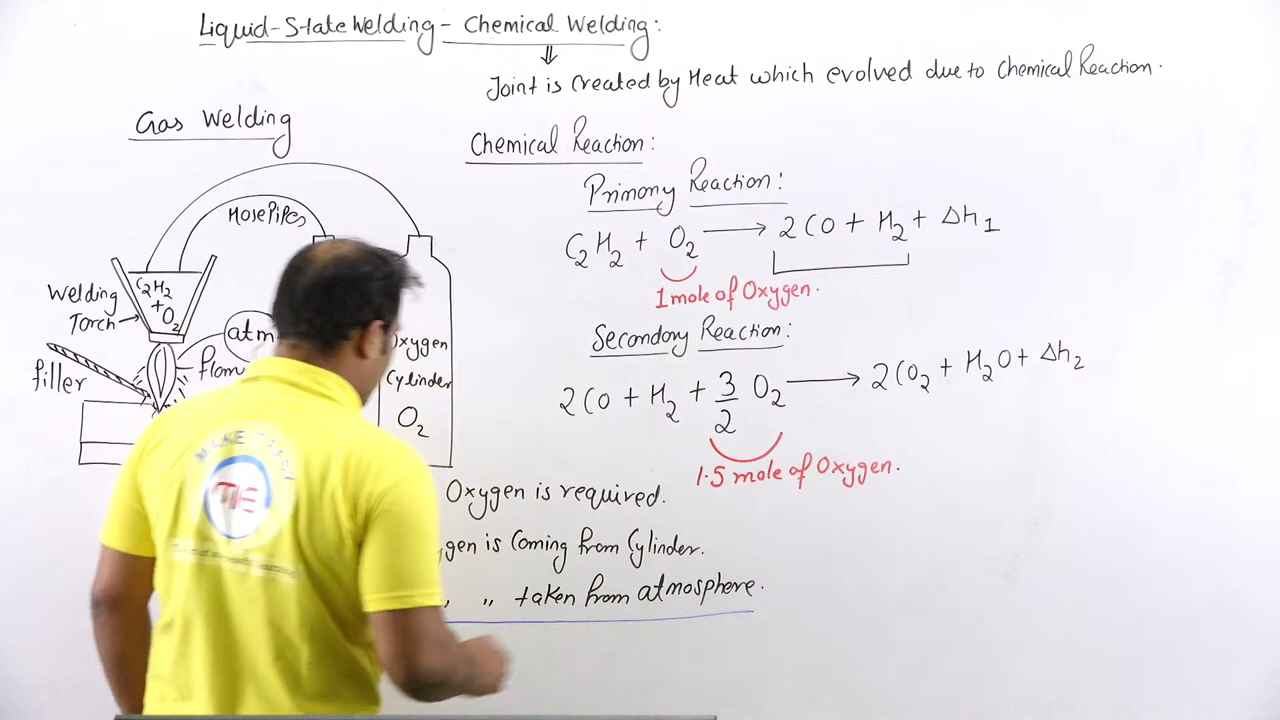 Liquid-State Welding - Chemical Welding:
⇓
Joint is created by Heat which evolved due to Chemical Reaction.
Gas Welding
Chemical Reaction:
Primary Reaction:
C2H2 + O2 → 2CO + H2 + Δh1
1 mole of Oxygen.
Secondary Reaction:
2CO + H2 + 3/2 O2 → 2CO2 + H2O + Δh2
1.5 mole of Oxygen.
Oxygen is required.
is Coming from Cylinder.
" taken from atmosphere.
Hose Pipes
C2H2
+O2
Welding
Torch
filler
atm
Oxygen
Cylinder
O2
ME